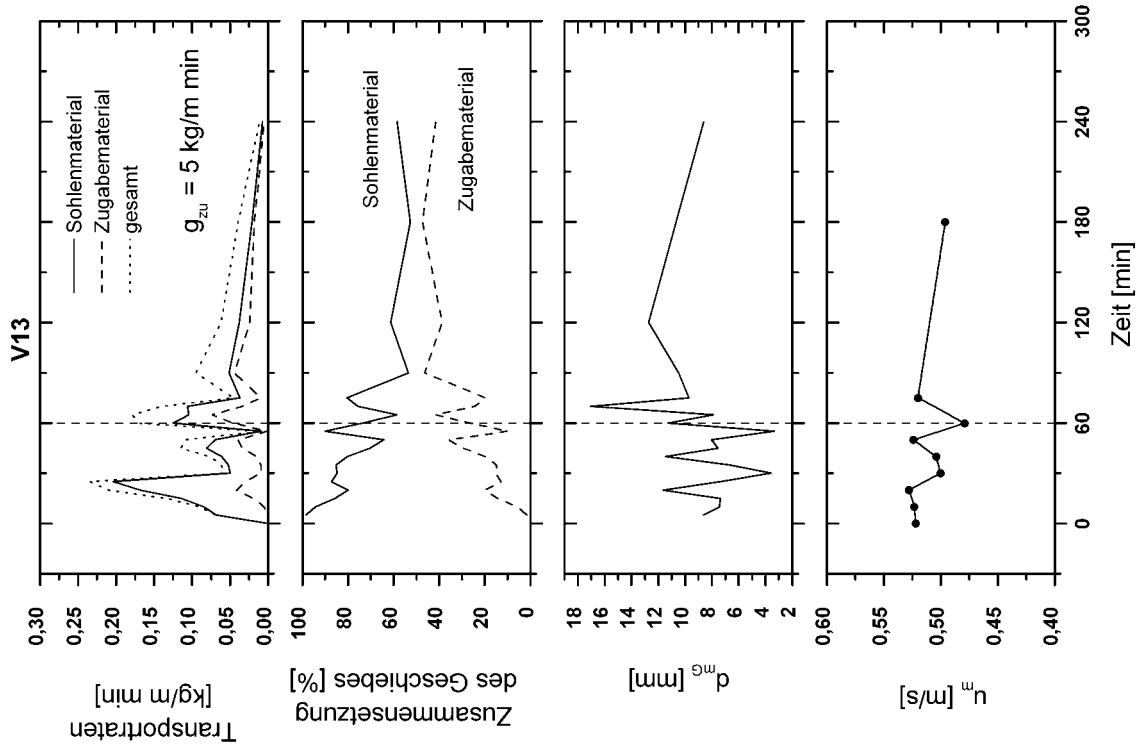 V13
Transportraten
[kg/m min]
0,30
0,25
0,20
0,15
0,10
0,05
0,00
Sohlenmaterial
Zugabematerial
gesamt
g_zu = 5 kg/m min
Zusammensetzung
des Geschiebes [%]
100
80
60
40
20
0
Sohlenmaterial
Zugabematerial
d_mG [mm]
18
16
14
12
10
8
6
4
2
u_m [m/s]
0,60
0,55
0,50
0,45
0,40
0
60
120
180
240
300
Zeit [min]